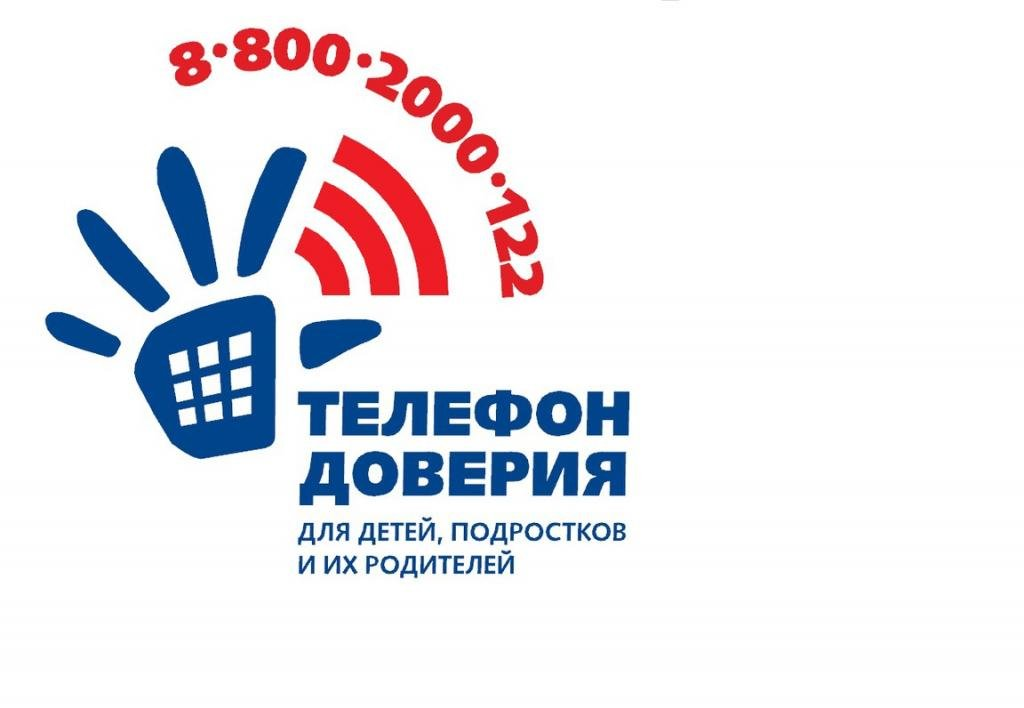 8·800·2000·122
ТЕЛЕФОН
ДОВЕРИЯ
ДЛЯ ДЕТЕЙ, ПОДРОСТКОВ
И ИХ РОДИТЕЛЕЙ